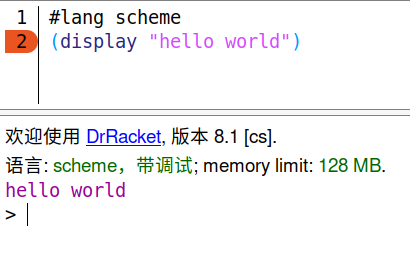 1 #lang scheme
2 (display "hello world")
欢迎使用 DrRacket, 版本 8.1 [cs].
语言: scheme，带调试; memory limit: 128 MB.
hello world
>